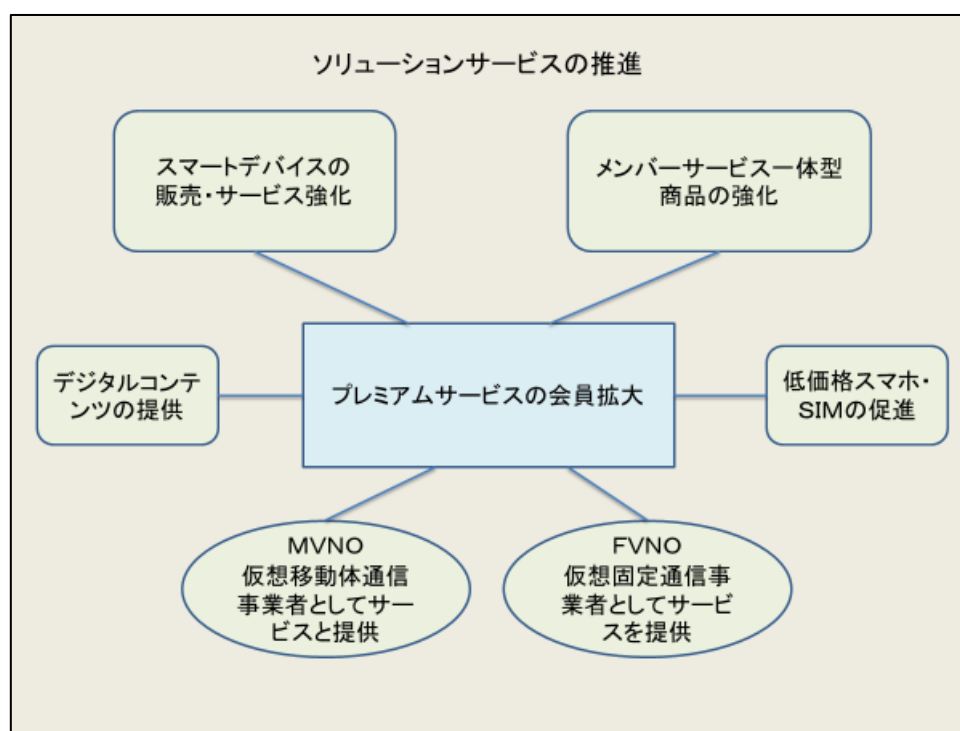 ソリューションサービスの推進
スマートデバイスの
販売・サービス強化
メンバーサービス一体型
商品の強化
デジタルコンテ
ンツの提供
プレミアムサービスの会員拡大
低価格スマホ・
SIMの促進
MVNO
仮想移動体通信
事業者としてサー
ビスと提供
FVNO
仮想固定通信事
業者としてサービ
スを提供